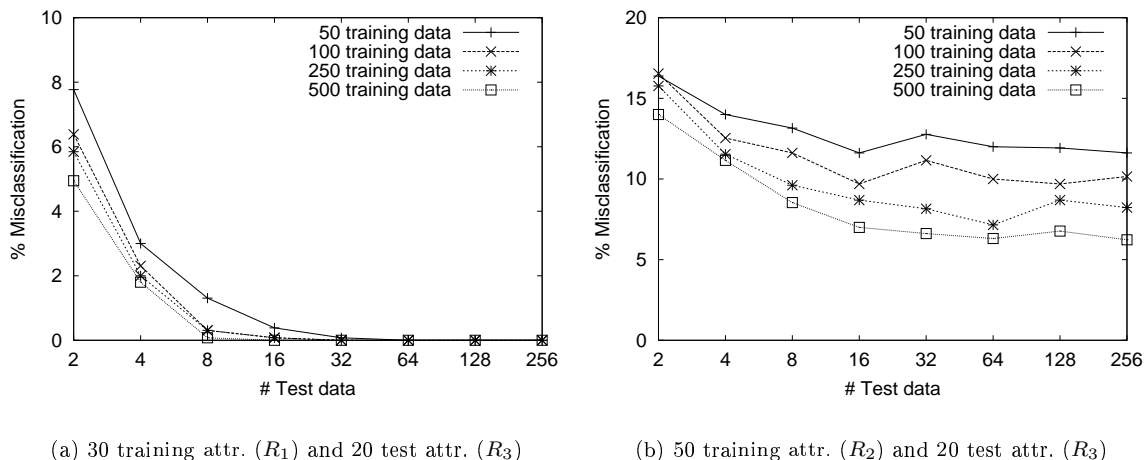 10
8
6
4
2
0
% Misclassification
50 training data
100 training data
250 training data
500 training data
2 4 8 16 32 64 128 256
# Test data
(a) 30 training attr. (R1) and 20 test attr. (R3)
20
15
10
5
0
% Misclassification
50 training data
100 training data
250 training data
500 training data
2 4 8 16 32 64 128 256
# Test data
(b) 50 training attr. (R2) and 20 test attr. (R3)